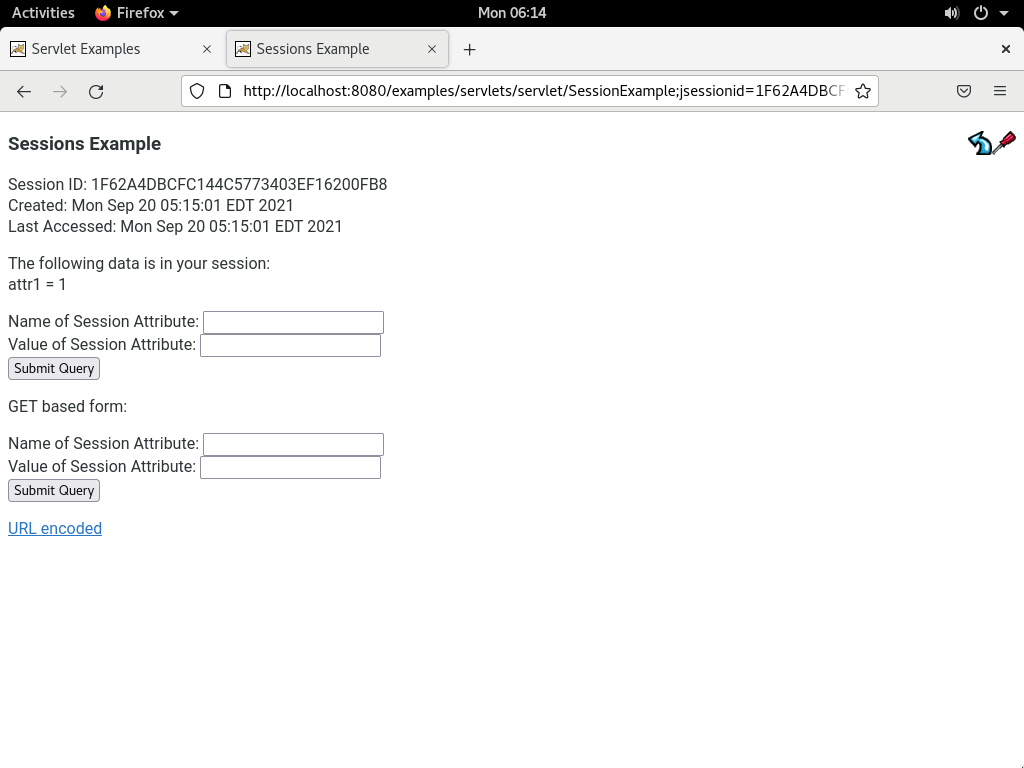 Activities Firefox Mon 06:14
Servlet Examples Sessions Example
http://localhost:8080/examples/servlets/servlet/SessionExample;jsessionid=1F62A4DBCF
Sessions Example
Session ID: 1F62A4DBCFC144C5773403EF16200FB8
Created: Mon Sep 20 05:15:01 EDT 2021
Last Accessed: Mon Sep 20 05:15:01 EDT 2021
The following data is in your session:
attr1 = 1
Name of Session Attribute:
Value of Session Attribute:
Submit Query
GET based form:
Name of Session Attribute:
Value of Session Attribute:
Submit Query
URL encoded